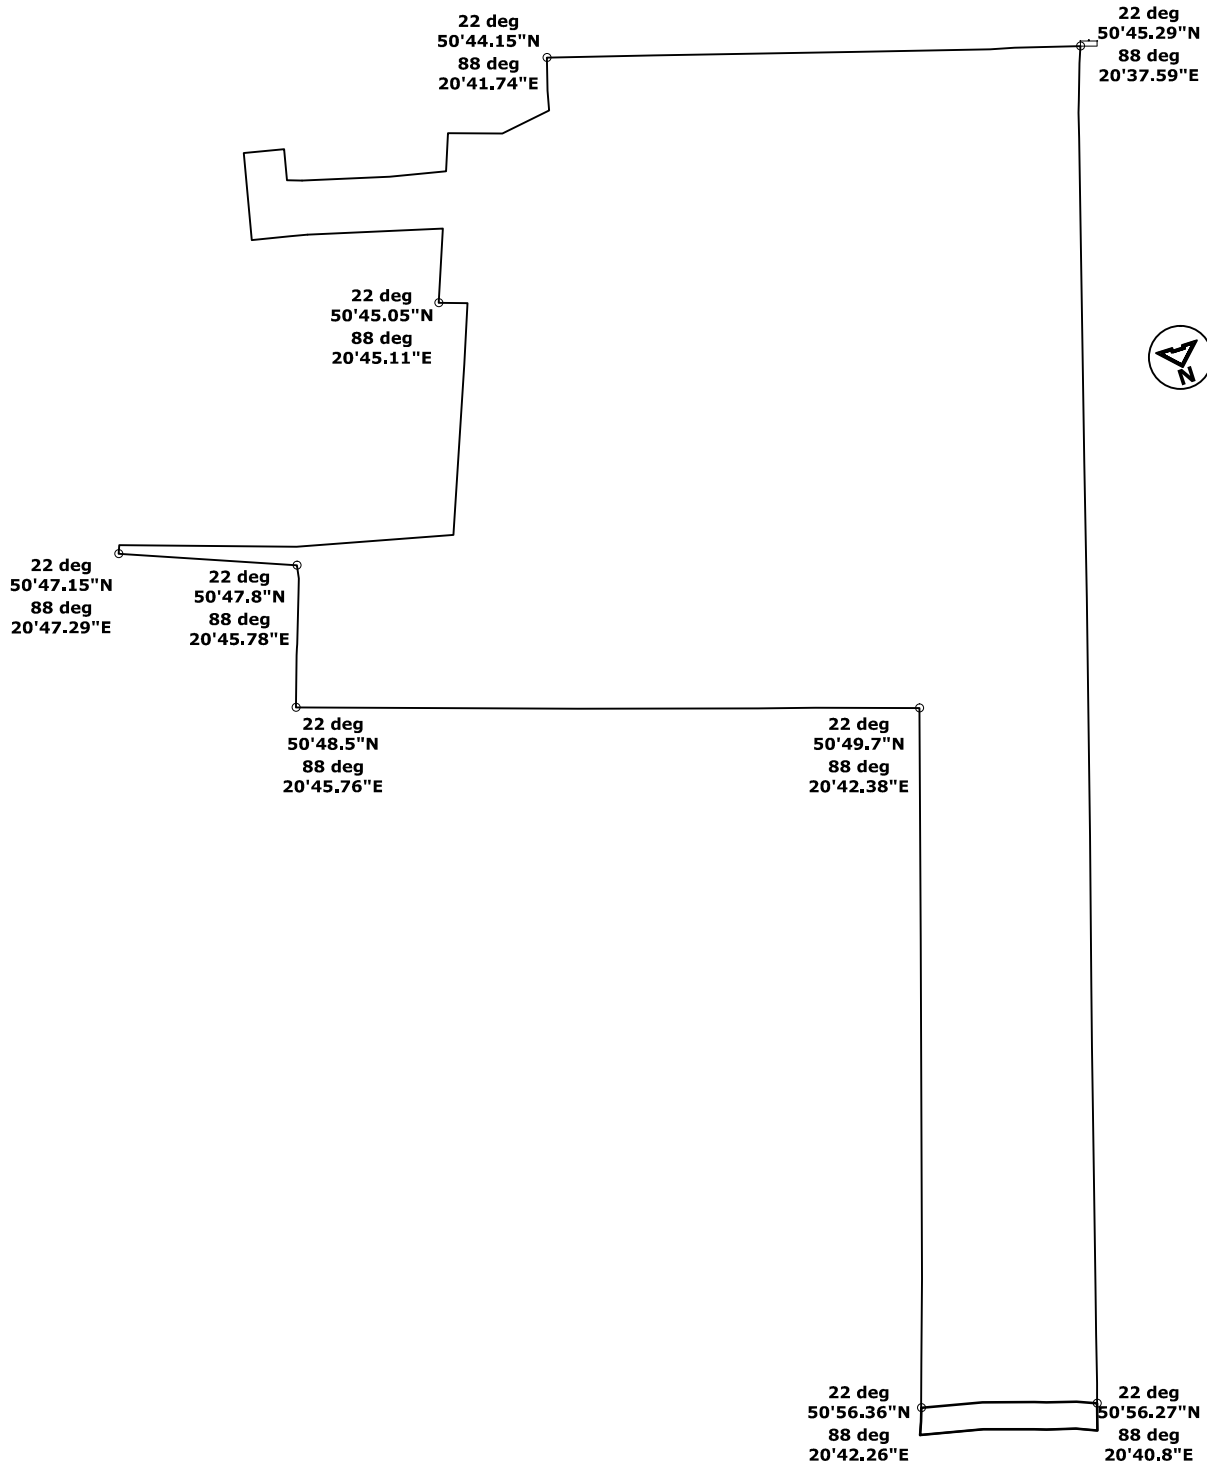 22 deg
50'44.15"N
88 deg
20'41.74"E
22 deg
50'45.29"N
88 deg
20'37.59"E
22 deg
50'45.05"N
88 deg
20'45.11"E
N
22 deg
50'47.15"N
88 deg
20'47.29"E
22 deg
50'47.8"N
88 deg
20'45.78"E
22 deg
50'48.5"N
88 deg
20'45.76"E
22 deg
50'49.7"N
88 deg
20'42.38"E
22 deg
50'56.36"N
88 deg
20'42.26"E
22 deg
50'56.27"N
88 deg
20'40.8"E